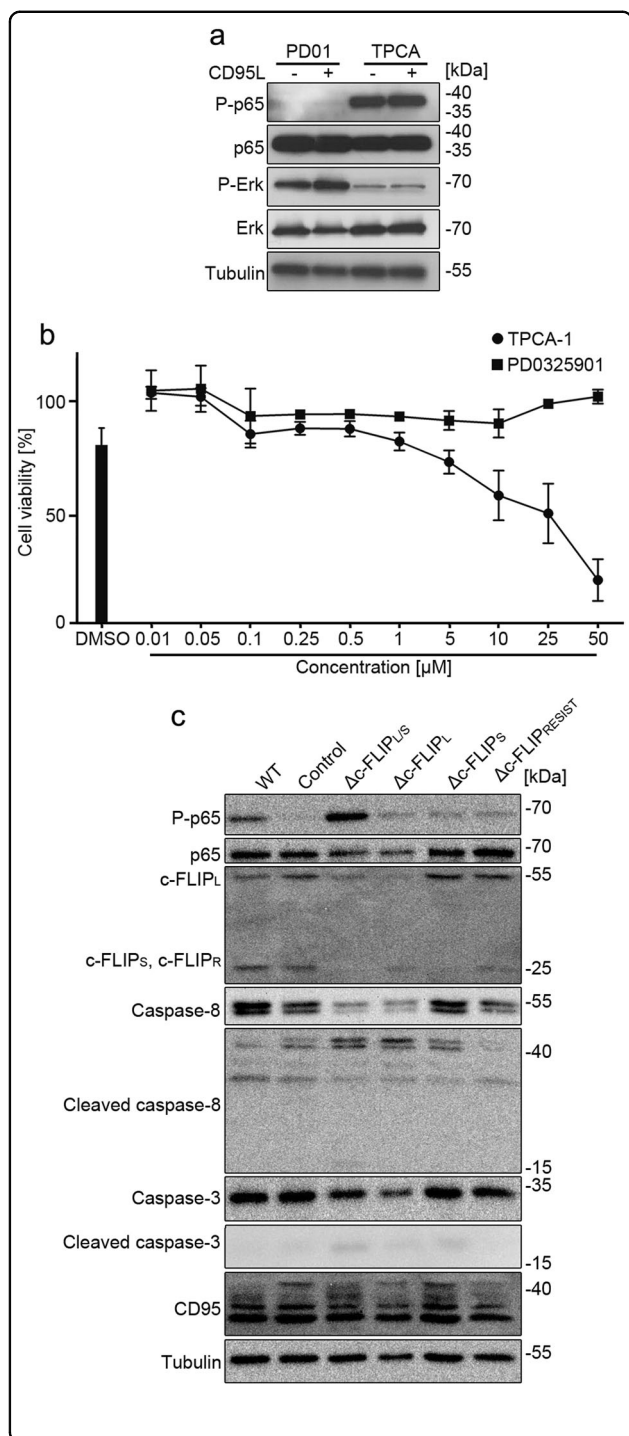 a
PD01 TPCA
CD95L - + - + [kDa]
P-p65 -40
-35
p65 -40
-35
P-Erk -70
Erk -70
Tubulin -55
b
TPCA-1
PD0325901
Cell viability [%]
100
50
0
DMSO 0.01 0.05 0.1 0.25 0.5 1 5 10 25 50
Concentration [µM]
c
WT Control Δc-FLIPL/S Δc-FLIPL Δc-FLIPS Δc-FLIPRESIST [kDa]
P-p65 -70
p65 -70
c-FLIPL -55
c-FLIPS, c-FLIPR -25
Caspase-8 -55
-40
Cleaved caspase-8
-15
Caspase-3 -35
Cleaved caspase-3 -15
CD95 -40
Tubulin -55